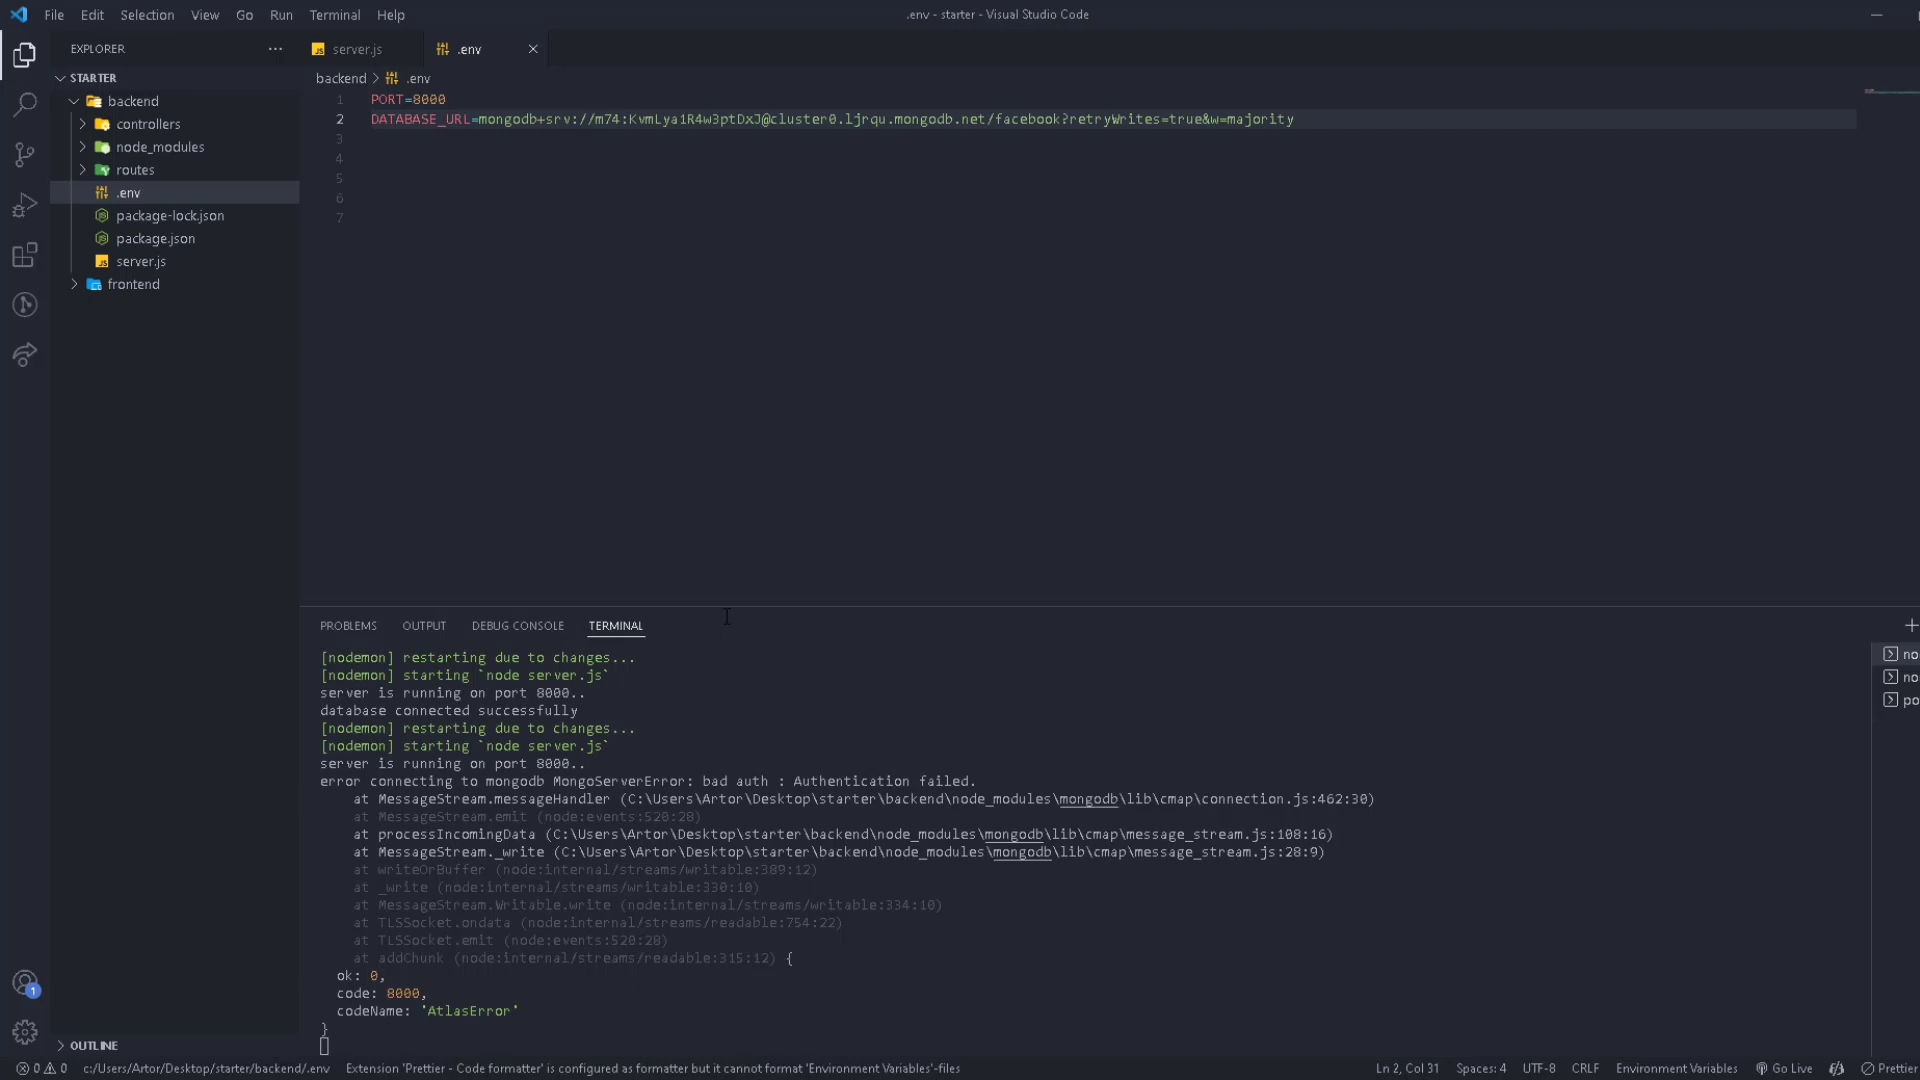 File Edit Selection View Go Run Terminal Help
.env - starter - Visual Studio Code
EXPLORER
server.js
.env
STARTER
backend > .env
backend
controllers
node_modules
routes
.env
package-lock.json
package.json
server.js
frontend
1 PORT=8000
2 DATABASE_URL=mongodb+srv://m74:KvmLya1R4w3ptDxJ@cluster0.ljrqu.mongodb.net/facebook?retryWrites=true&w=majority
3
4
5
6
7
PROBLEMS OUTPUT DEBUG CONSOLE TERMINAL
[nodemon] restarting due to changes...
[nodemon] starting `node server.js`
server is running on port 8000..
database connected successfully
[nodemon] restarting due to changes...
[nodemon] starting `node server.js`
server is running on port 8000..
error connecting to mongodb MongoServerError: bad auth : Authentication failed.
at MessageStream.messageHandler (C:\Users\Artor\Desktop\starter\backend\node_modules\mongodb\lib\cmap\connection.js:462:30)
at MessageStream.emit (node:events:520:28)
at processIncomingData (C:\Users\Artor\Desktop\starter\backend\node_modules\mongodb\lib\cmap\message_stream.js:108:16)
at MessageStream._write (C:\Users\Artor\Desktop\starter\backend\node_modules\mongodb\lib\cmap\message_stream.js:28:9)
at writeOrBuffer (node:internal/streams/writable:389:12)
at _write (node:internal/streams/writable:330:10)
at MessageStream.Writable.write (node:internal/streams/writable:334:10)
at TLSSocket.ondata (node:internal/streams/readable:754:22)
at TLSSocket.emit (node:events:520:28)
at addChunk (node:internal/streams/readable:315:12) {
ok: 0,
code: 8000,
codeName: 'AtlasError'
}
no
no
po
1
OUTLINE
0 0 c:/Users/Artor/Desktop/starter/backend/.env Extension 'Prettier - Code formatter' is configured as formatter but it cannot format 'Environment Variables'-files
Ln 2, Col 31 Spaces: 4 UTF-8 CRLF Environment Variables Go Live Prettier